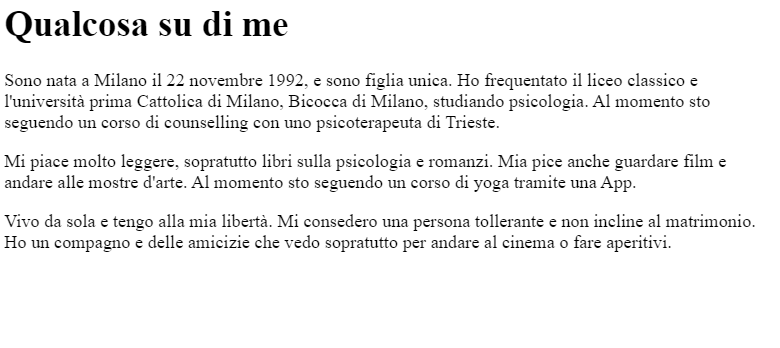 Qualcosa su di me
Sono nata a Milano il 22 novembre 1992, e sono figlia unica. Ho frequentato il liceo classico e
l'università prima Cattolica di Milano, Bicocca di Milano, studiando psicologia. Al momento sto
seguendo un corso di counselling con uno psicoterapeuta di Trieste.
Mi piace molto leggere, sopratutto libri sulla psicologia e romanzi. Mia pice anche guardare film e
andare alle mostre d'arte. Al momento sto seguendo un corso di yoga tramite una App.
Vivo da sola e tengo alla mia libertà. Mi consedero una persona tollerante e non incline al matrimonio.
Ho un compagno e delle amicizie che vedo sopratutto per andare al cinema o fare aperitivi.